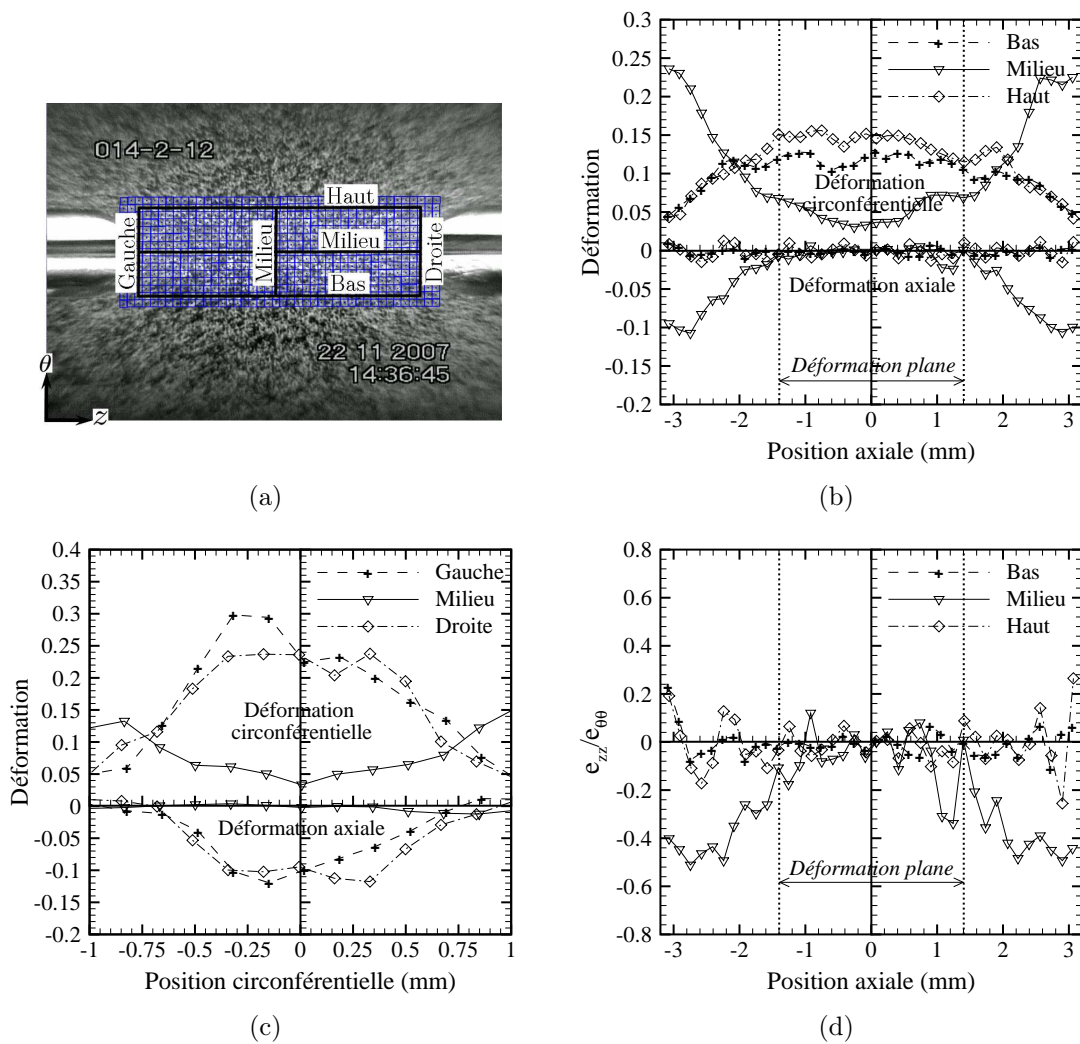 014-2-12
Haut
Gauche
Milieu
Milieu
Droite
Bas
22 11 2007
14:36:45
θ
z
(a)
0.3
0.25
0.2
0.15
0.1
0.05
0
-0.05
-0.1
-0.15
-0.2
Déformation
Bas
Milieu
Haut
Déformation
circonférentielle
Déformation axiale
Déformation plane
-3 -2 -1 0 1 2 3
Position axiale (mm)
(b)
0.4
0.35
0.3
0.25
0.2
0.15
0.1
0.05
0
-0.05
-0.1
-0.15
-0.2
Déformation
Gauche
Milieu
Droite
Déformation
circonférentielle
Déformation axiale
-1 -0.75 -0.5 -0.25 0 0.25 0.5 0.75 1
Position circonférentielle (mm)
(c)
0.8
0.6
0.4
0.2
0
-0.2
-0.4
-0.6
-0.8
e_zz/e_θθ
Bas
Milieu
Haut
Déformation plane
-3 -2 -1 0 1 2 3
Position axiale (mm)
(d)